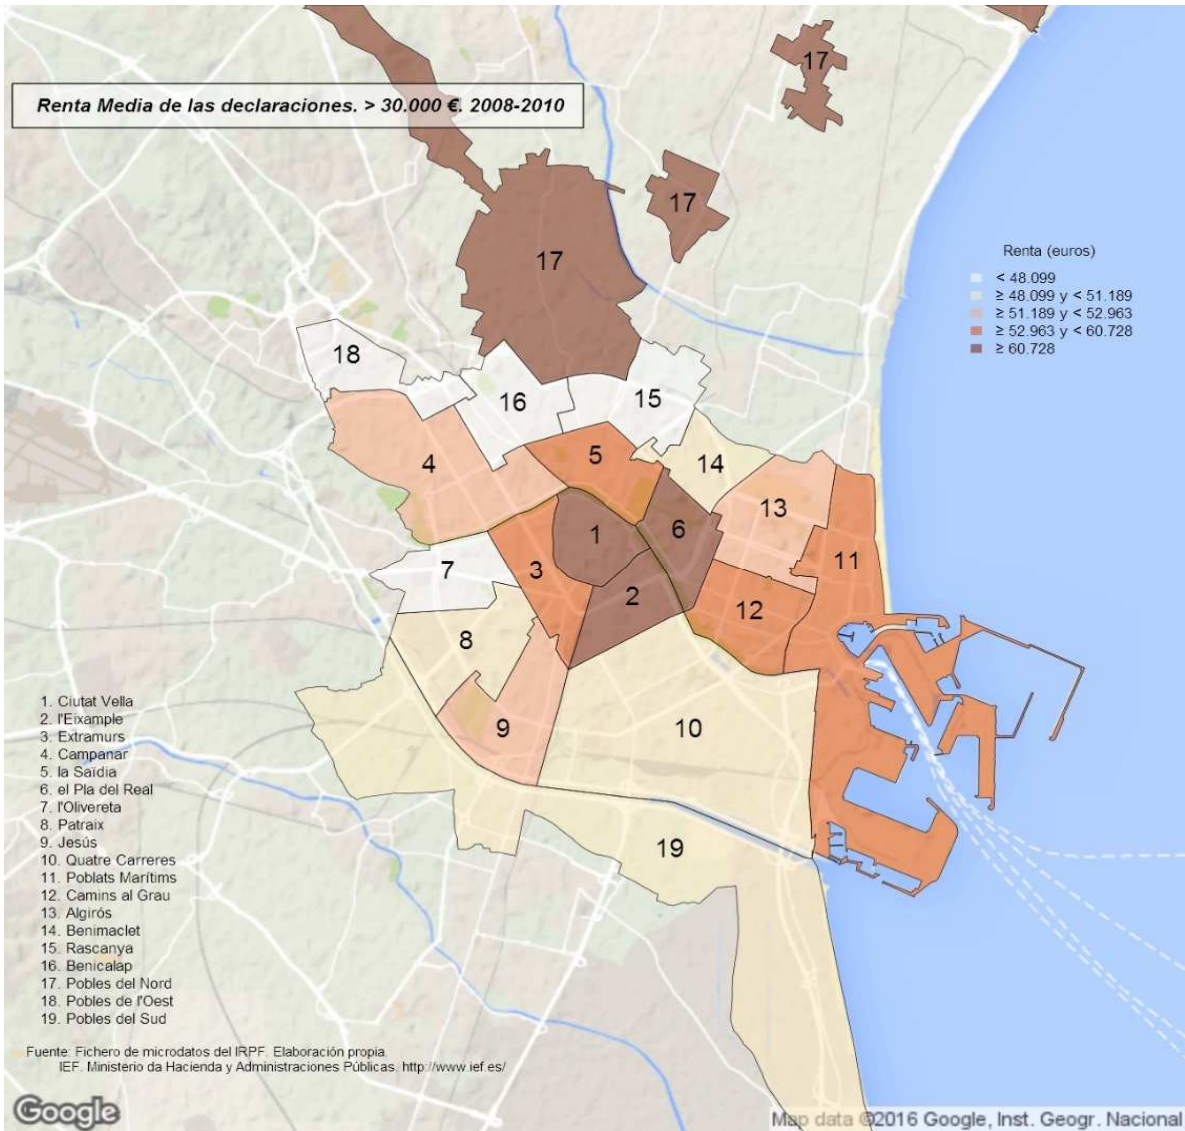 Renta Media de las declaraciones. > 30.000 €. 2008-2010
17
17
17
Renta (euros)
< 48.099
≥ 48.099 y < 51.189
≥ 51.189 y < 52.963
≥ 52.963 y < 60.728
≥ 60.728
18
16
15
4
5
14
13
6
1
11
3
7
2
12
8
9
10
19
1. Ciutat Vella
2. l'Eixample
3. Extramurs
4. Campanar
5. la Saïdia
6. el Pla del Real
7. l'Olivereta
8. Patraix
9. Jesús
10. Quatre Carreres
11. Poblats Marítims
12. Camins al Grau
13. Algirós
14. Benimaclet
15. Rascanya
16. Benicalap
17. Pobles del Nord
18. Pobles de l'Oest
19. Pobles del Sud
Fuente: Fichero de microdatos del IRPF. Elaboración propia.
IEF. Ministerio da Hacienda y Administraciones Públicas. http://www.ief.es/
Google
Map data ©2016 Google, Inst. Geogr. Nacional